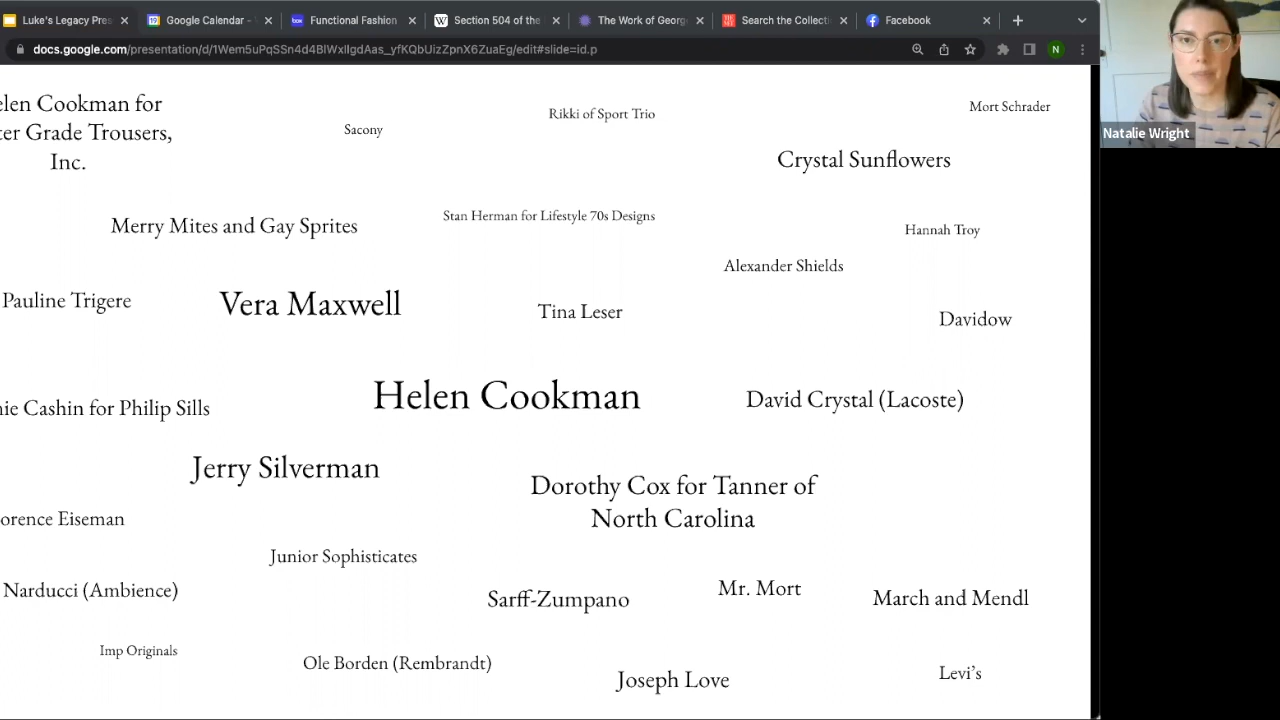 Luke's Legacy Pres
Google Calendar -
Functional Fashion
Section 504 of the
The Work of Georg
Search the Collecti
Facebook
docs.google.com/presentation/d/1Wem5uPqSSn4d4BlWxIlgdAas_yfKQbUizZpnX6ZuaEg/edit#slide=id.p
N
Natalie Wright
elen Cookman for
ter Grade Trousers,
Inc.
Sacony
Rikki of Sport Trio
Mort Schrader
Crystal Sunflowers
Merry Mites and Gay Sprites
Stan Herman for Lifestyle 70s Designs
Hannah Troy
Alexander Shields
Pauline Trigere
Vera Maxwell
Tina Leser
Davidow
nie Cashin for Philip Sills
Helen Cookman
David Crystal (Lacoste)
Jerry Silverman
Dorothy Cox for Tanner of
North Carolina
orence Eiseman
Junior Sophisticates
Narducci (Ambience)
Sarff-Zumpano
Mr. Mort
March and Mendl
Imp Originals
Ole Borden (Rembrandt)
Joseph Love
Levi's